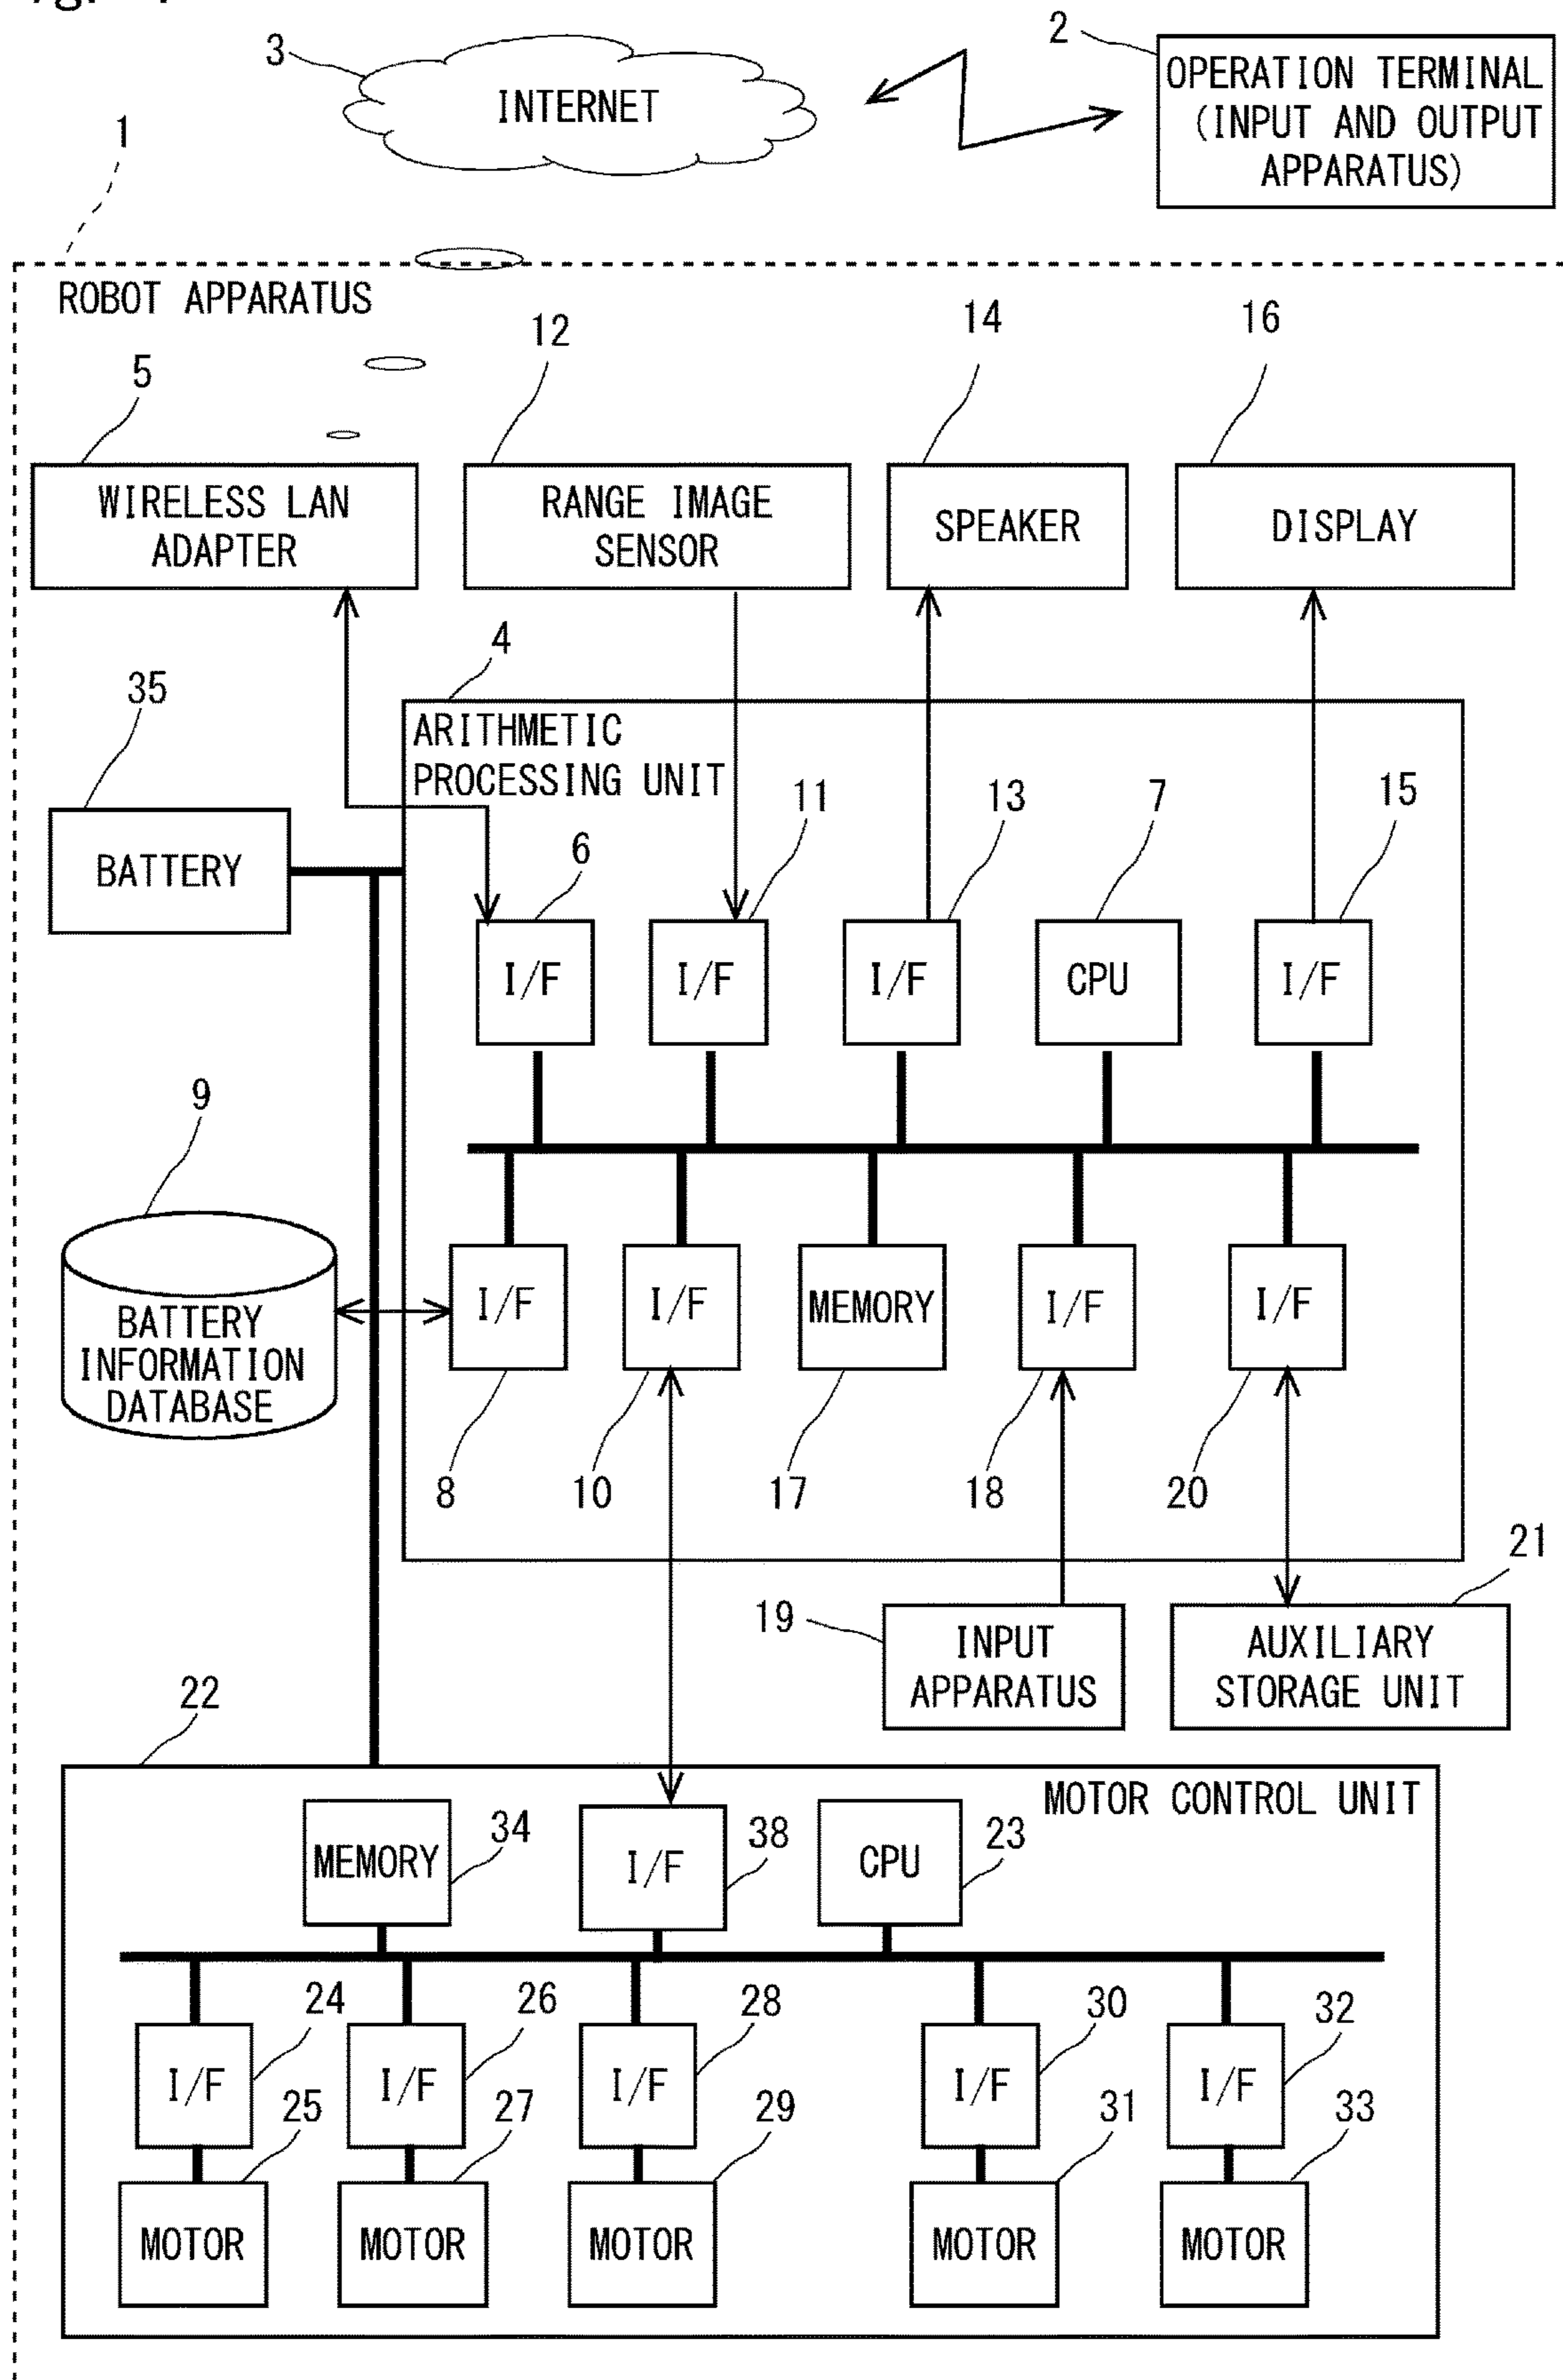 3
INTERNET
2
OPERATION TERMINAL
(INPUT AND OUTPUT
APPARATUS)
1
ROBOT APPARATUS
5
12
14
16
WIRELESS LAN
ADAPTER
RANGE IMAGE
SENSOR
SPEAKER
DISPLAY
35
4
BATTERY
ARITHMETIC
PROCESSING UNIT
6
11
13
7
15
I/F
I/F
I/F
CPU
I/F
9
BATTERY
INFORMATION
DATABASE
I/F
I/F
MEMORY
I/F
I/F
8
10
17
18
20
19
INPUT
APPARATUS
21
AUXILIARY
STORAGE UNIT
22
MOTOR CONTROL UNIT
MEMORY
34
I/F
38
CPU
23
24
26
28
30
32
I/F
I/F
I/F
I/F
I/F
25
27
29
31
33
MOTOR
MOTOR
MOTOR
MOTOR
MOTOR